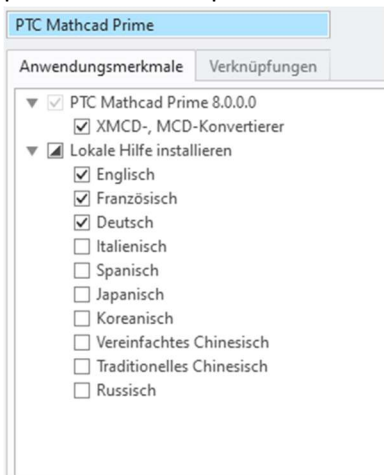 PTC Mathcad Prime
Anwendungsmerkmale Verknüpfungen
PTC Mathcad Prime 8.0.0.0
XMCD-, MCD-Konvertierer
Lokale Hilfe installieren
Englisch
Französisch
Deutsch
Italienisch
Spanisch
Japanisch
Koreanisch
Vereinfachtes Chinesisch
Traditionelles Chinesisch
Russisch